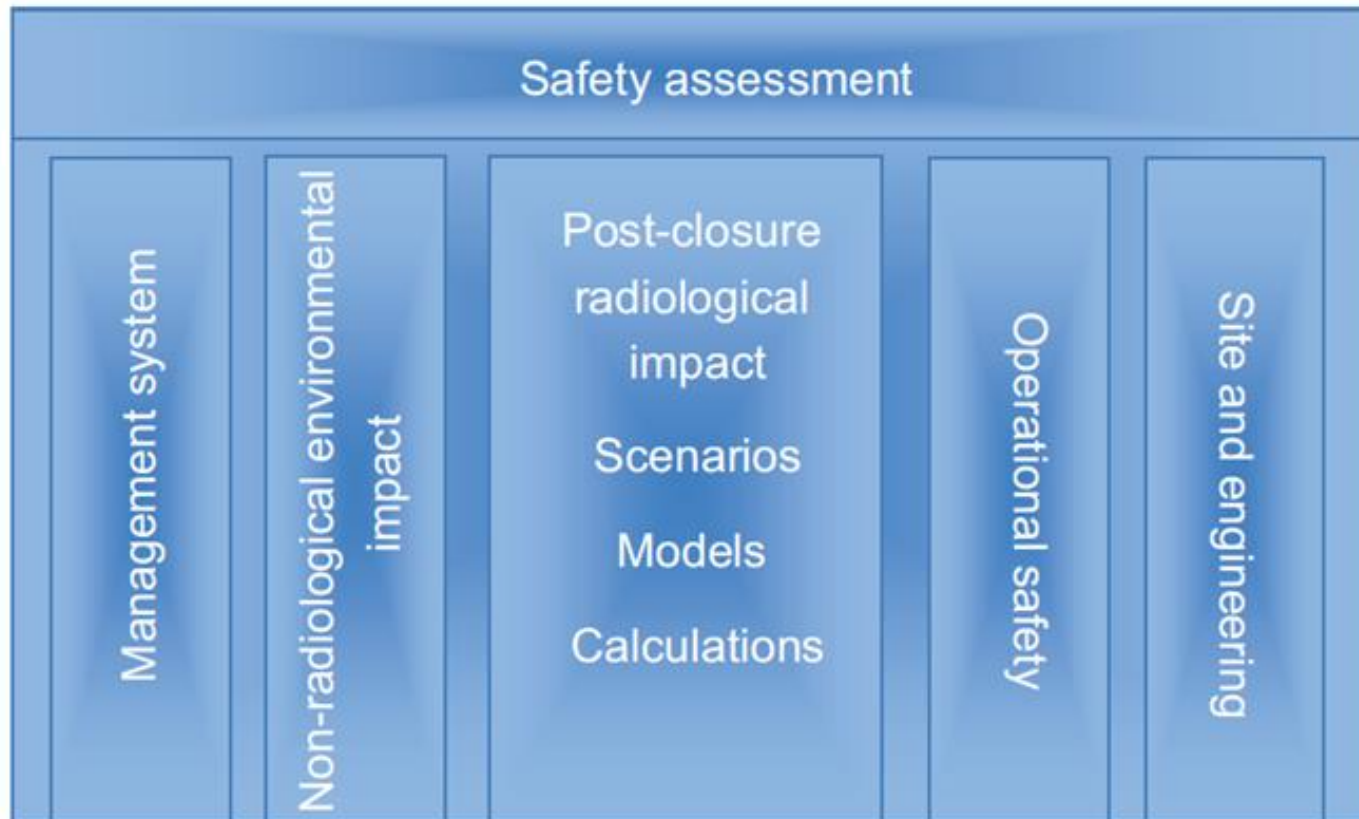 Safety assessment
Management system
Non-radiological environmental
impact
Post-closure
radiological
impact
Scenarios
Models
Calculations
Operational safety
Site and engineering